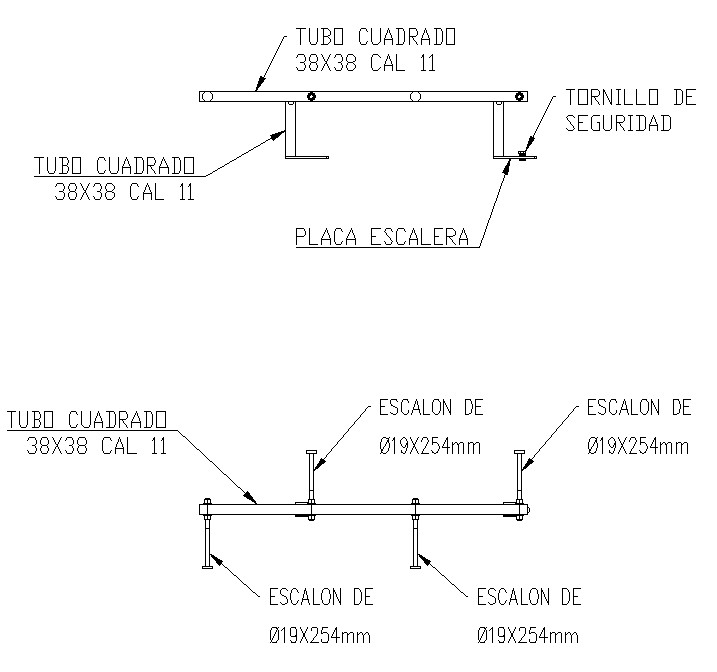 TUBO CUADRADO
38X38 CAL 11
TORNILLO DE
SEGURIDAD
TUBO CUADRADO
38X38 CAL 11
PLACA ESCALERA
ESCALON DE
Ø19X254mm
ESCALON DE
Ø19X254mm
TUBO CUADRADO
38X38 CAL 11
ESCALON DE
Ø19X254mm
ESCALON DE
Ø19X254mm